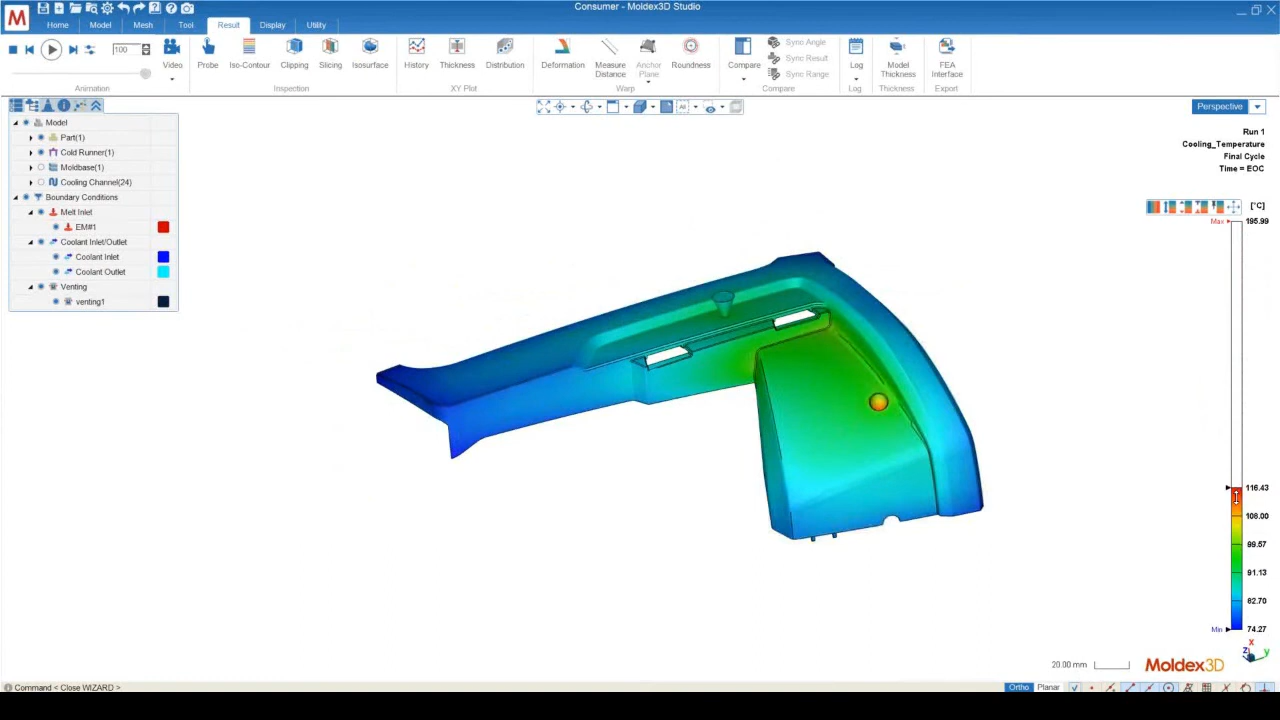 Consumer - Moldex3D Studio
M
Home Model Mesh Tool Result Display Utility
100
Video
Animation
Probe Iso-Contour Clipping Slicing Isosurface
Inspection
History Thickness Distribution
XY Plot
Deformation Measure Distance Anchor Plane Roundness
Warp
Compare
Sync Angle
Sync Result
Sync Range
Compare
Log
Log
Model Thickness
Thickness
FEA Interface
Export
Perspective
Model
Part(1)
Cold Runner(1)
Moldbase(1)
Cooling Channel(24)
Boundary Conditions
Melt Inlet
EM#1
Coolant Inlet/Outlet
Coolant Inlet
Coolant Outlet
Venting
venting1
Run 1
Cooling_Temperature
Final Cycle
Time = EOC
[°C]
Max 195.99
116.43
108.00
99.57
91.13
82.70
Min 74.27
X
Z Y
20.00 mm
Moldex3D
Command < Close WIZARD >
Ortho Planar